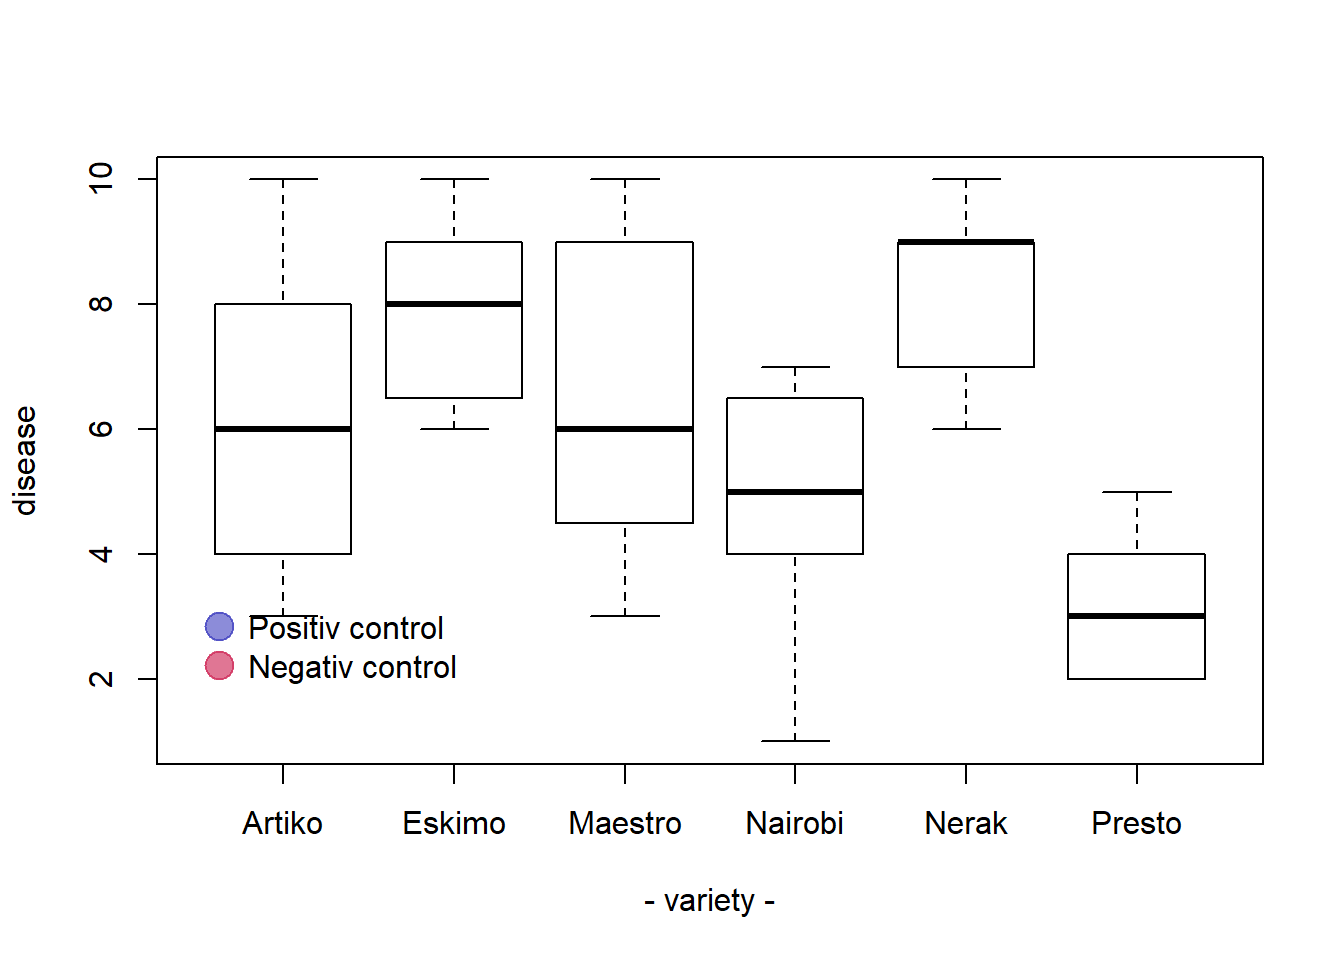 disease
10
8
6
4
2
Positiv control
Negativ control
Artiko Eskimo Maestro Nairobi Nerak Presto
- variety -